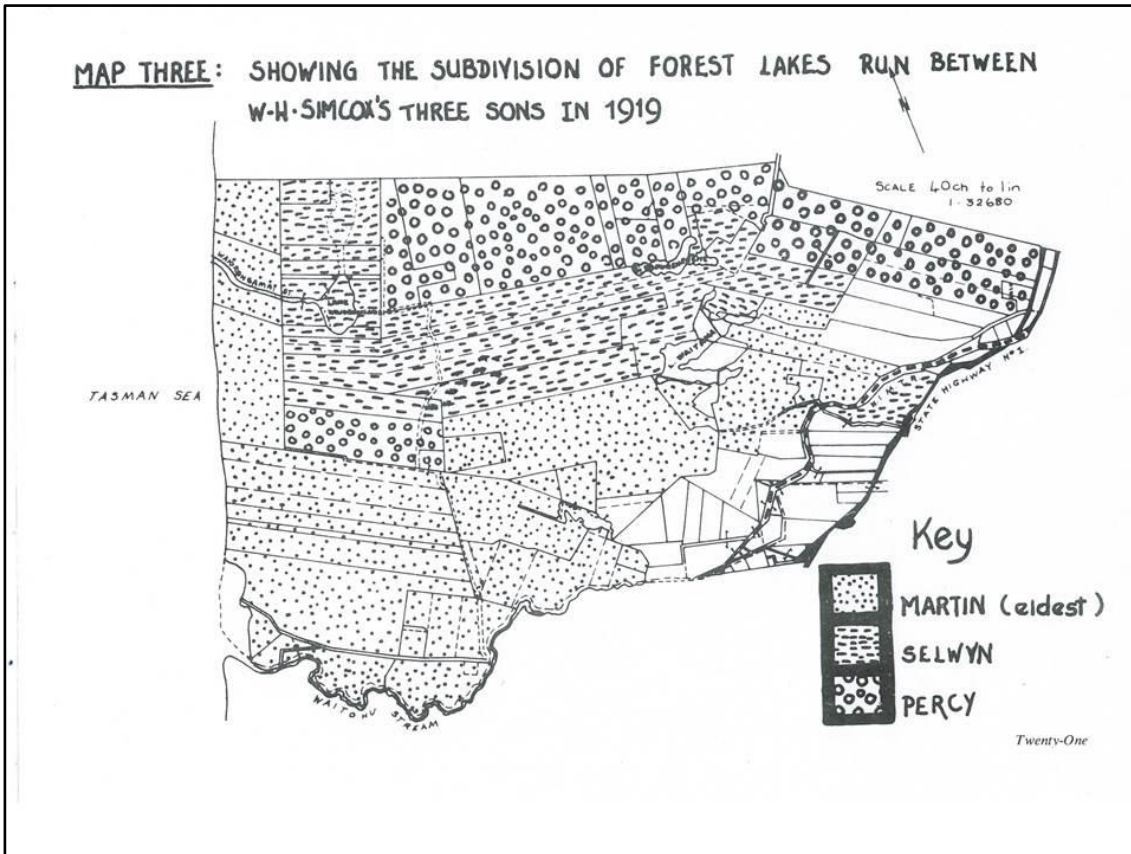 MAP THREE: SHOWING THE SUBDIVISION OF FOREST LAKES RUN BETWEEN
W·H·SIMCOX'S THREE SONS IN 1919
N
SCALE 40ch to 1in
1·32680
TASMAN SEA
LAKE
STATE HIGHWAY Nº 1.
WAITOHU STREAM
Key
MARTIN (eldest)
SELWYN
PERCY
Twenty-One